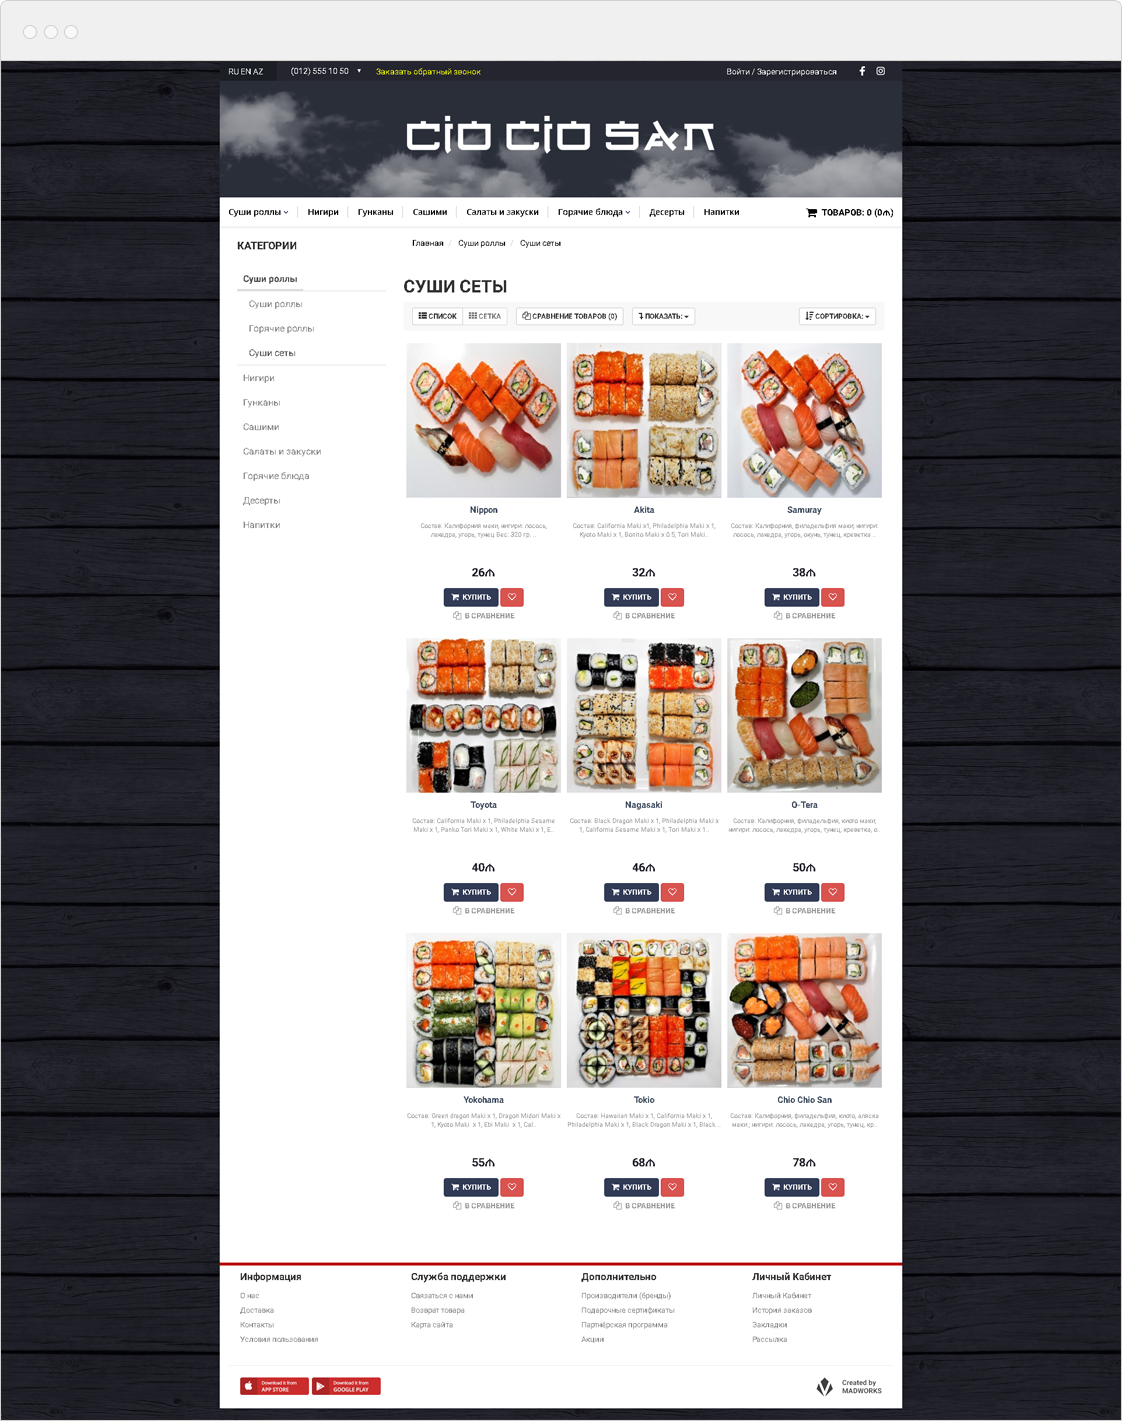 RU EN AZ
(012) 555 10 50
Заказать обратный звонок
Войти / Зарегистрироваться
CIO CIO SAN
Суши роллы
Нигири
Гунканы
Сашими
Салаты и закуски
Горячие блюда
Десерты
Напитки
ТОВАРОВ: 0 (0₼)
КАТЕГОРИИ
Суши роллы
Суши роллы
Горячие роллы
Суши сеты
Нигири
Гунканы
Сашими
Салаты и закуски
Горячие блюда
Десерты
Напитки
Главная / Суши роллы / Суши сеты
СУШИ СЕТЫ
СПИСОК
СЕТКА
СРАВНЕНИЕ ТОВАРОВ (0)
ПОКАЗАТЬ:
СОРТИРОВКА:
Nippon
Состав: Калифорния маки, нигири: лосось,
лакедра, угорь, тунец Вес: 320 гр. ..
26₼
КУПИТЬ
В СРАВНЕНИЕ
Akita
Состав: California Maki x1, Philadelphia Maki x 1,
Kyoto Maki x 1, Bonito Maki x 0.5, Tori Maki..
32₼
КУПИТЬ
В СРАВНЕНИЕ
Samuray
Состав: Калифорния, филадельфия маки; нигири:
лосось, лакедра, угорь, окунь, тунец, креветка ..
38₼
КУПИТЬ
В СРАВНЕНИЕ
Toyota
Состав: California Maki x 1, Philadelphia Sesame
Maki x 1, Panko Tori Maki x 1, White Maki x 1, E..
40₼
КУПИТЬ
В СРАВНЕНИЕ
Nagasaki
Состав: Black Dragon Maki x 1, Philadelphia Maki x
1, California Sesame Maki x 1, Tori Maki x 1..
46₼
КУПИТЬ
В СРАВНЕНИЕ
O-Tera
Состав: Калифорния, филадельфия, киото маки;
нигири: лосось, лакедра, угорь, тунец, креветка, о..
50₼
КУПИТЬ
В СРАВНЕНИЕ
Yokohama
Состав: Green dragon Maki x 1, Dragon Midori Maki x
1, Kyoto Maki x 1, Ebi Maki x 1, Cal..
55₼
КУПИТЬ
В СРАВНЕНИЕ
Tokio
Состав: Hawaiian Maki x 1, California Maki x 1,
Philadelphia Maki x 1, Black Dragon Maki x 1, Black ..
68₼
КУПИТЬ
В СРАВНЕНИЕ
Chio Chio San
Состав: Калифорния, филадельфия, киото, аляска
маки ; нигири: лосось, лакедра, угорь, тунец, кр..
78₼
КУПИТЬ
В СРАВНЕНИЕ
Информация
О нас
Доставка
Контакты
Условия пользования
Служба поддержки
Связаться с нами
Возврат товара
Карта сайта
Дополнительно
Производители (бренды)
Подарочные сертификаты
Партнёрская программа
Акции
Личный Кабинет
Личный Кабинет
История заказов
Закладки
Рассылка
Download it from
APP STORE
Download it from
GOOGLE PLAY
Created by
MADWORKS